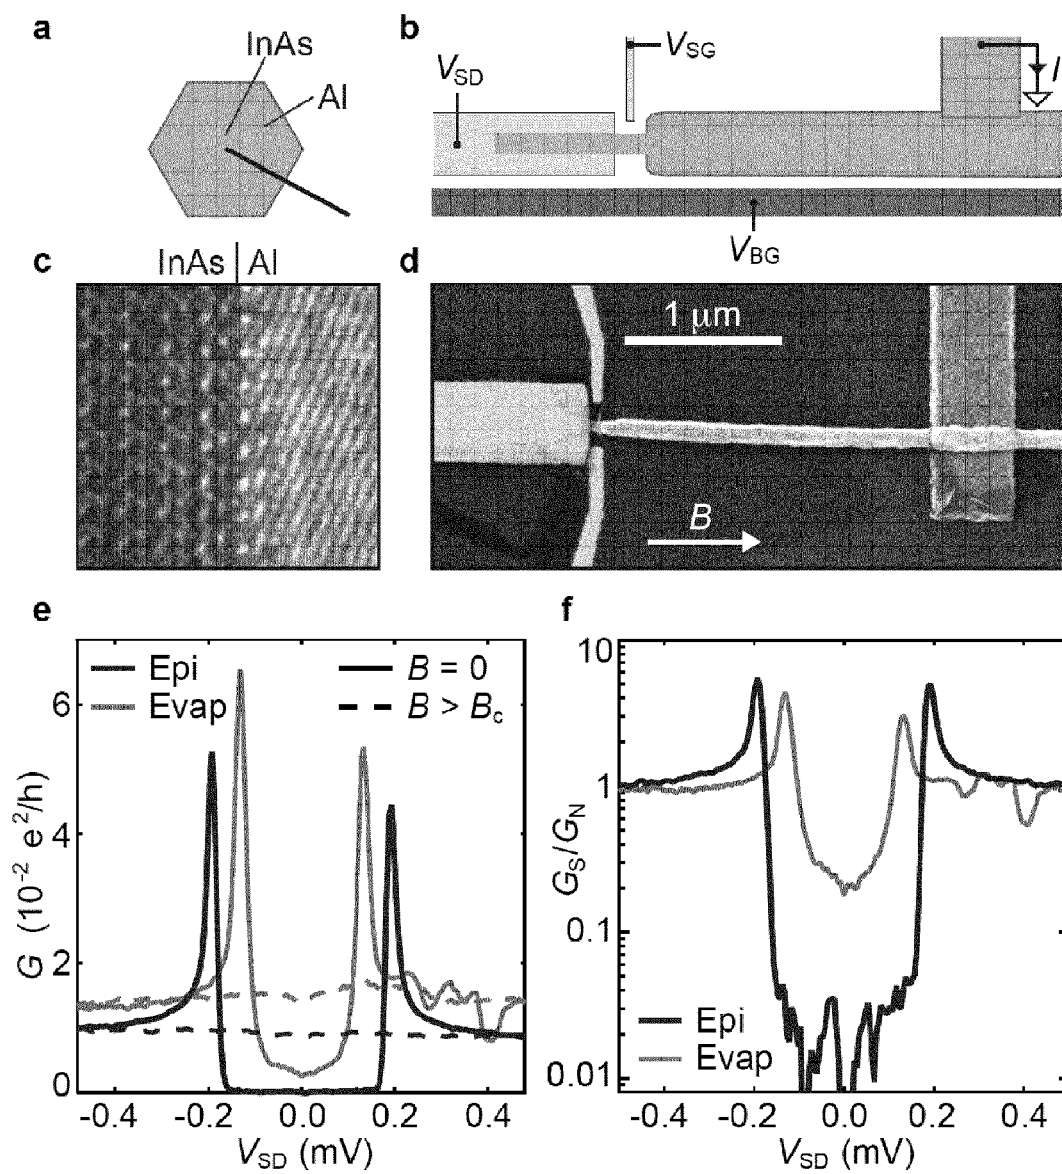 a
InAs
Al
b
V_SD
V_SG
I
V_BG
c
InAs Al
d
1 μm
B
e
Epi
Evap
B = 0
B > B_c
6
4
2
0
G (10⁻² e²/h)
-0.4 -0.2 0.0 0.2 0.4
V_SD (mV)
f
10
1
0.1
0.01
G_S/G_N
Epi
Evap
-0.4 -0.2 0.0 0.2 0.4
V_SD (mV)